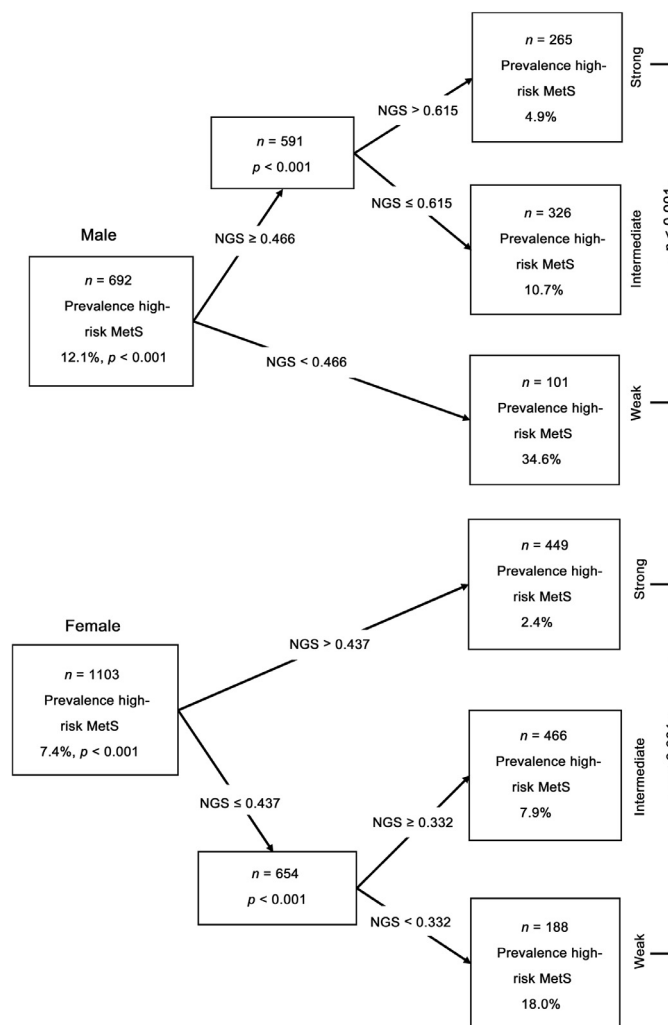 n = 265
Prevalence high-
risk MetS
4.9%
Strong
NGS > 0.615
n = 591
p < 0.001
NGS ≤ 0.615
n = 326
Prevalence high-
risk MetS
10.7%
Intermediate
Male
NGS ≥ 0.466
n = 692
Prevalence high-
risk MetS
12.1%, p < 0.001
NGS < 0.466
n = 101
Prevalence high-
risk MetS
34.6%
Weak
n = 449
Prevalence high-
risk MetS
2.4%
Strong
Female
NGS > 0.437
n = 1103
Prevalence high-
risk MetS
7.4%, p < 0.001
NGS ≤ 0.437
n = 466
Prevalence high-
risk MetS
7.9%
Intermediate
NGS ≥ 0.332
n = 654
p < 0.001
NGS < 0.332
n = 188
Prevalence high-
risk MetS
18.0%
Weak